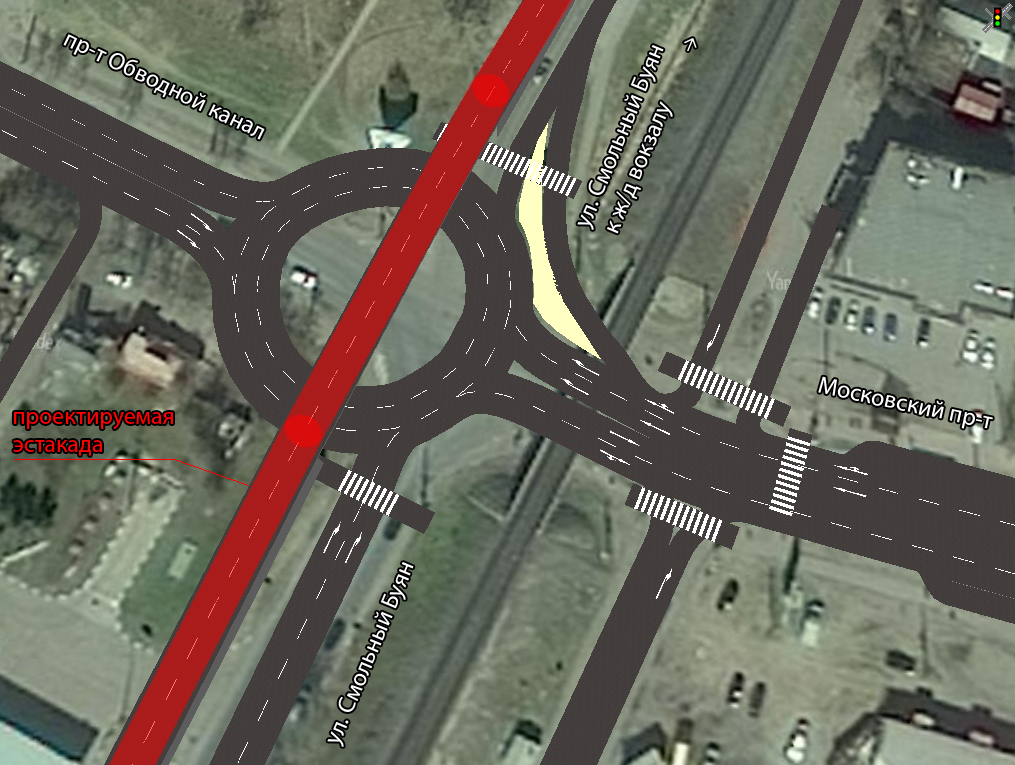 пр-т Обводной канал
ул. Смольный Буян
к ж/д вокзалу
Московский пр-т
проектируемая
эстакада
ул. Смольный Буян